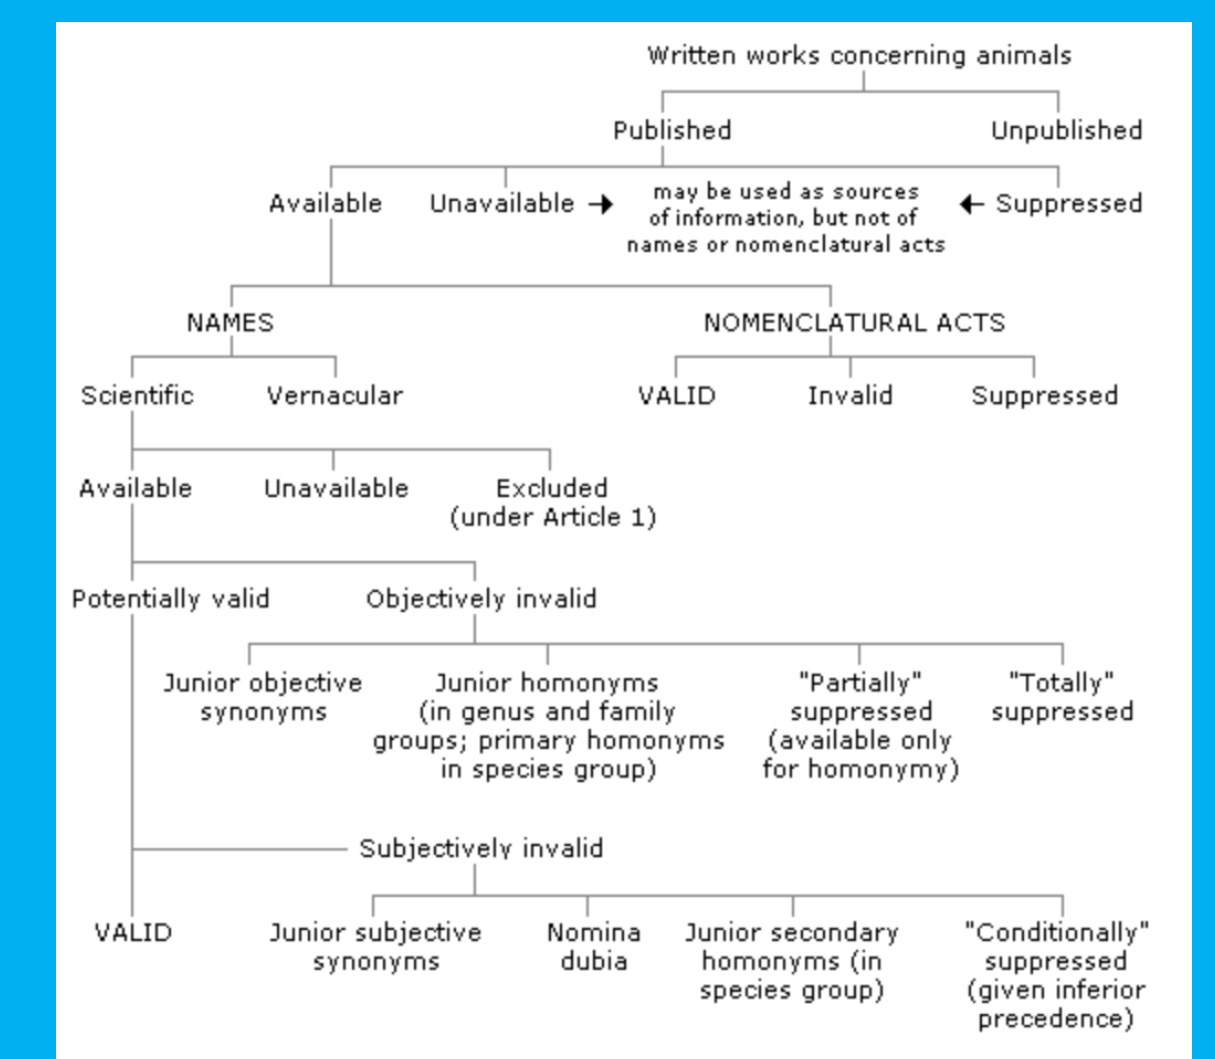 Written works concerning animals
Published
Unpublished
Available
Unavailable →
may be used as sources
of information, but not of
names or nomenclatural acts
← Suppressed
NAMES
NOMENCLATURAL ACTS
Scientific
Vernacular
VALID
Invalid
Suppressed
Available
Unavailable
Excluded
(under Article 1)
Potentially valid
Objectively invalid
Junior objective
synonyms
Junior homonyms
(in genus and family
groups; primary homonyms
in species group)
"Partially"
suppressed
(available only
for homonymy)
"Totally"
suppressed
Subjectively invalid
VALID
Junior subjective
synonyms
Nomina
dubia
Junior secondary
homonyms (in
species group)
"Conditionally"
suppressed
(given inferior
precedence)